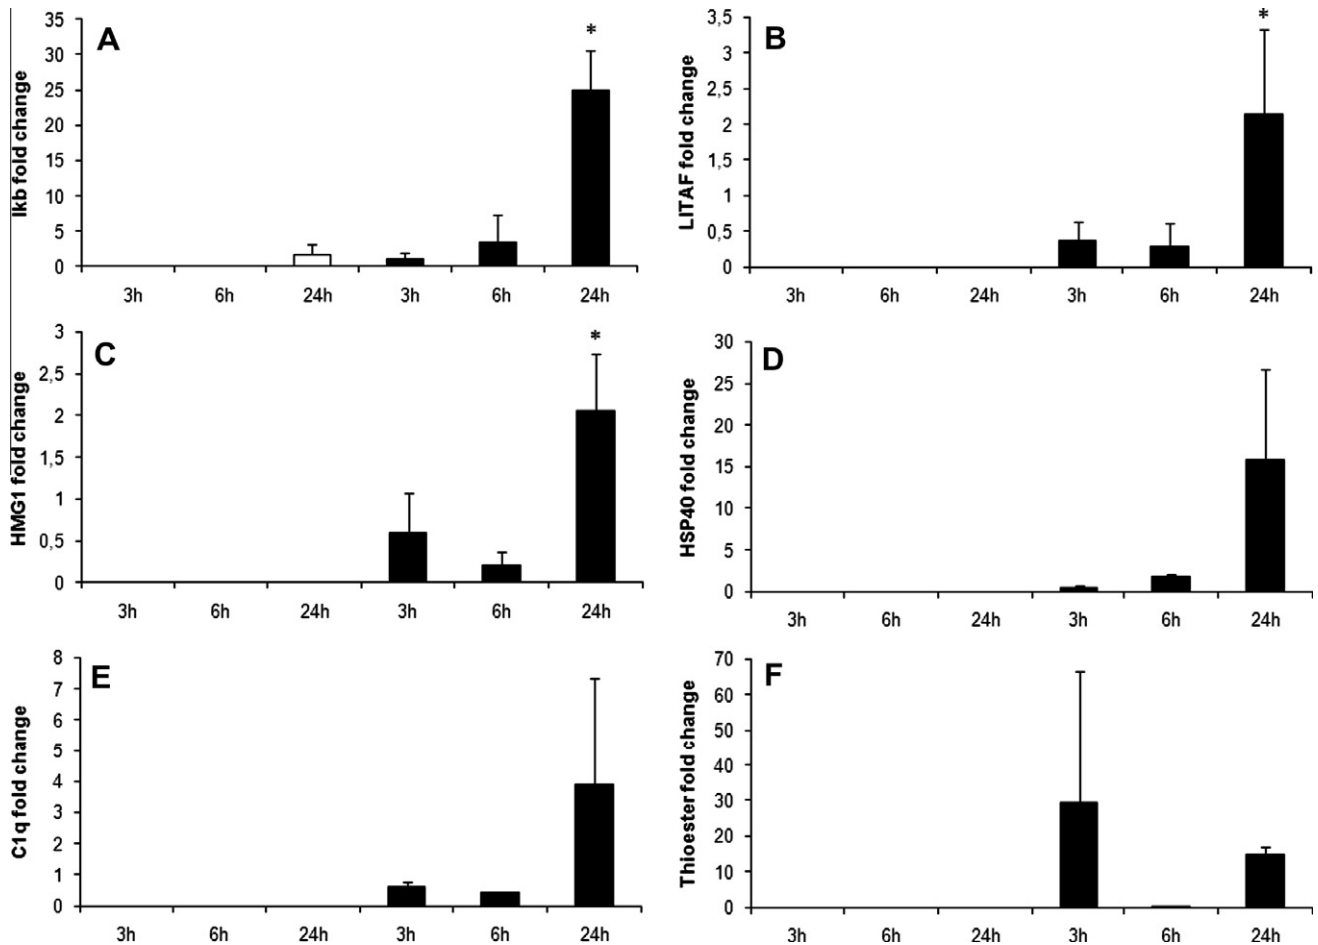 A
Ikb fold change
35
30
25
20
15
10
5
0
*
3h 6h 24h 3h 6h 24h
B
LITAF fold change
3,5
3
2,5
2
1,5
1
0,5
0
*
3h 6h 24h 3h 6h 24h
C
HMG1 fold change
3
2,5
2
1,5
1
0,5
0
*
3h 6h 24h 3h 6h 24h
D
HSP40 fold change
30
25
20
15
10
5
0
3h 6h 24h 3h 6h 24h
E
C1q fold change
8
7
6
5
4
3
2
1
0
3h 6h 24h 3h 6h 24h
F
Thioester fold change
70
60
50
40
30
20
10
0
3h 6h 24h 3h 6h 24h